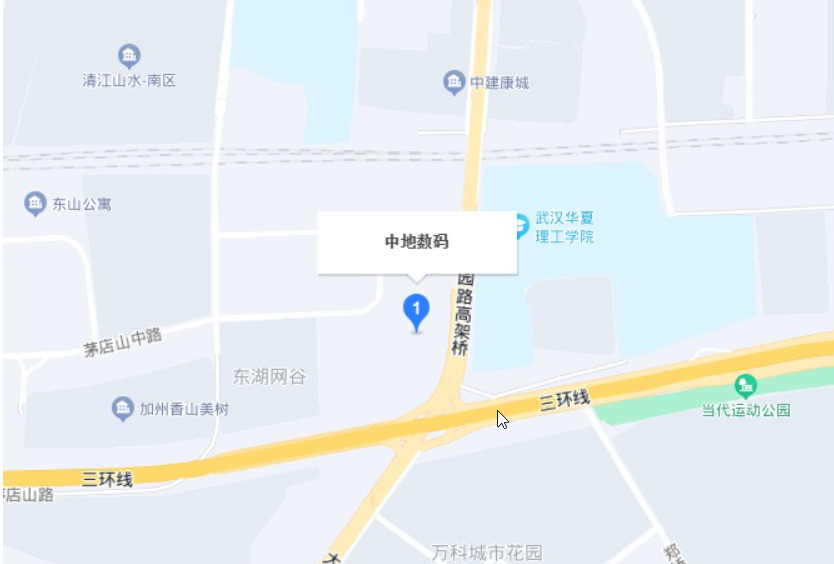 清江山水-南区
中建康城
东山公寓
武汉华夏
理工学院
中地数码
1
园路高架桥
茅店山中路
东湖网谷
加州香山美树
三环线
当代运动公园
三环线
店山路
万科城市花园